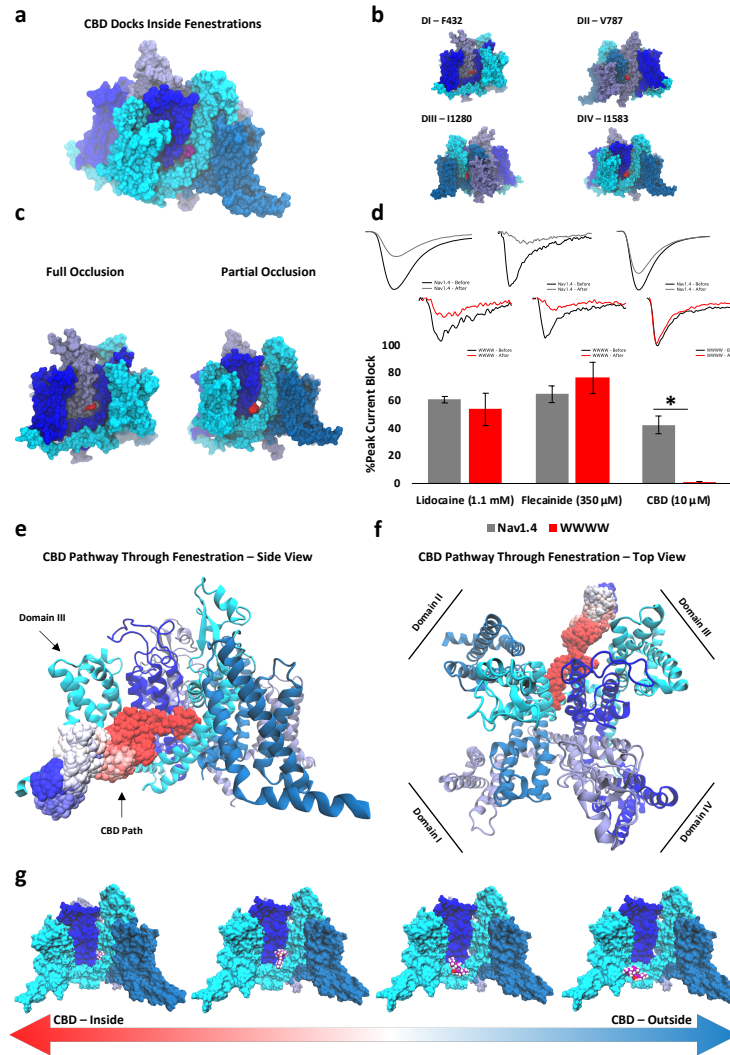 a
CBD Docks Inside Fenestrations
b
DI – F432
DII – V787
DIII – I1280
DIV – I1583
c
Full Occlusion
Partial Occlusion
d
Nav1.4 - Before
Nav1.4 - After
Nav1.4 - Before
Nav1.4 - After
Nav1.4 - Before
Nav1.4 - After
WWWW - Before
WWWW - After
WWWW - Before
WWWW - After
WWWW - B
WWWW - A
%Peak Current Block
100
80
60
40
20
0
*
Lidocaine (1.1 mM)
Flecainide (350 µM)
CBD (10 µM)
Nav1.4
WWWW
e
CBD Pathway Through Fenestration – Side View
Domain III
CBD Path
f
CBD Pathway Through Fenestration – Top View
Domain II
Domain III
Domain I
Domain IV
g
CBD – Inside
CBD – Outside